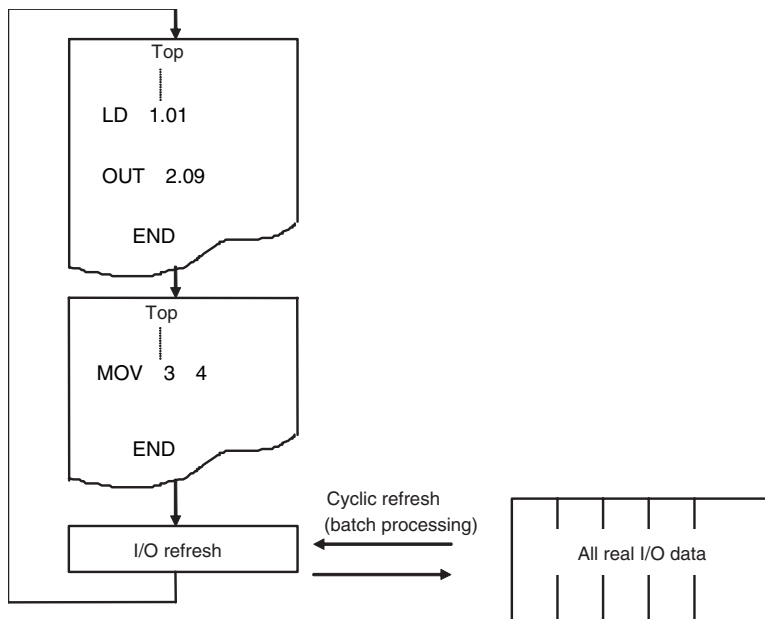 Top
LD 1.01
OUT 2.09
END
Top
MOV 3 4
END
I/O refresh
Cyclic refresh
(batch processing)
All real I/O data